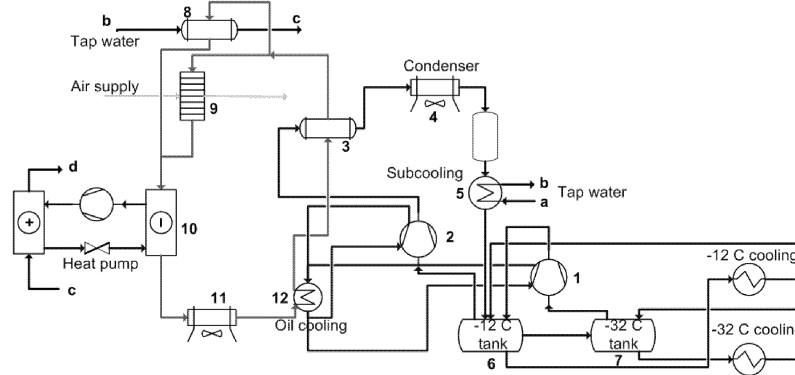 8
b
c
Tap water
Condenser
Air supply
9
4
3
Subcooling
b
5
Tap water
a
d
+
−
10
2
Heat pump
-12 C cooling
1
c
11
12
Oil cooling
-12 C
tank
-32 C
tank
-32 C coolin
6
7